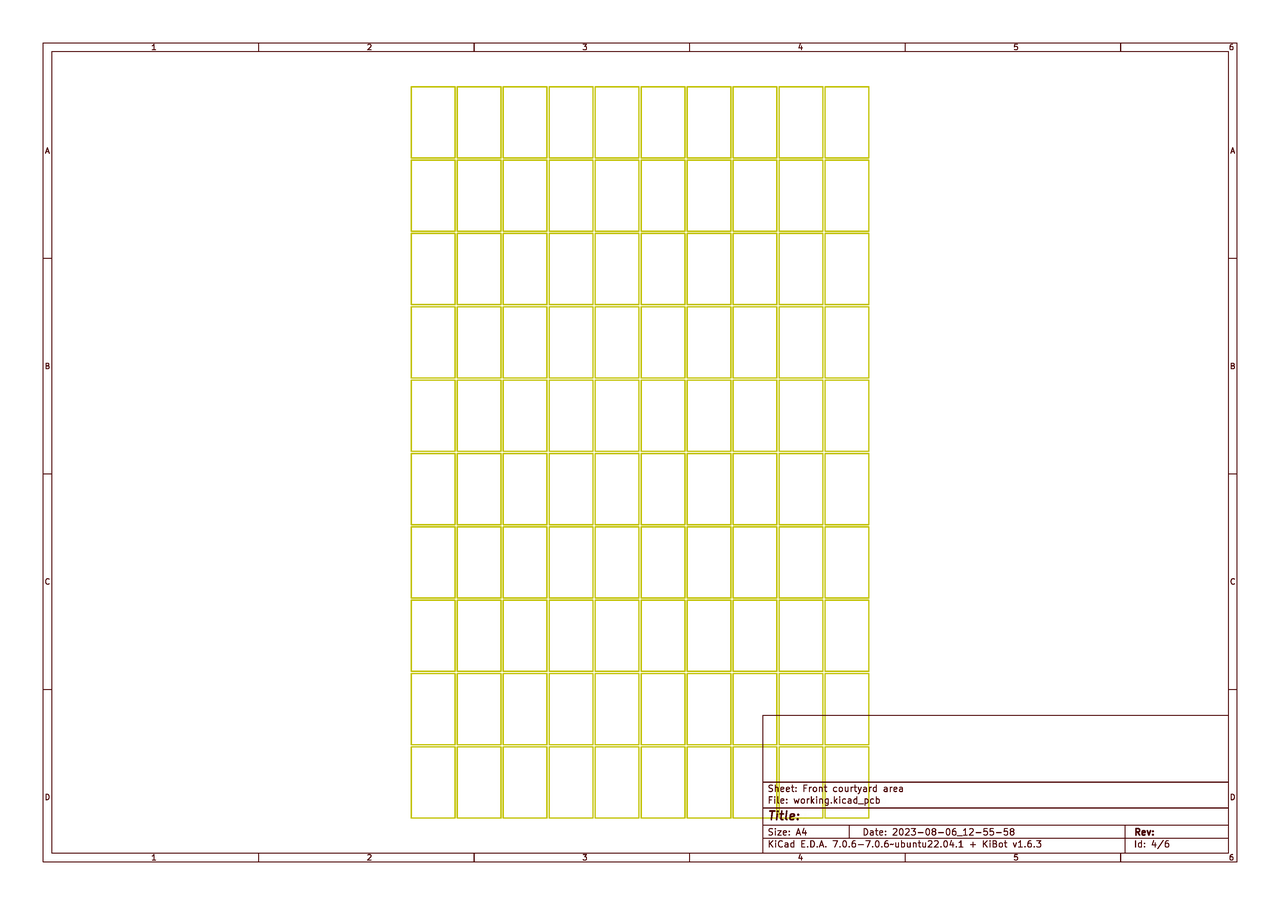 1 2 3 4 5 6
A A
B B
C C
D D
Sheet: Front courtyard area
File: working.kicad_pcb
Title:
Size: A4 Date: 2023-08-06_12-55-58 Rev:
KiCad E.D.A. 7.0.6-7.0.6~ubuntu22.04.1 + KiBot v1.6.3 Id: 4/6
1 2 3 4 5 6